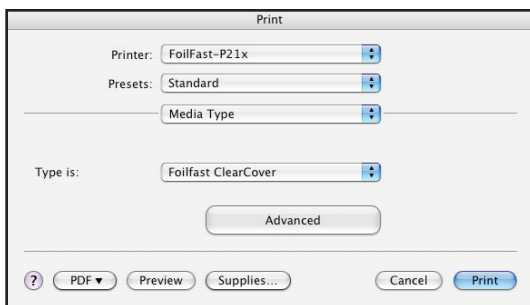 Print
Printer: FoilFast-P21x
Presets: Standard
Media Type
Type is: Foilfast ClearCover
Advanced
? PDF ▼ Preview Supplies... Cancel Print